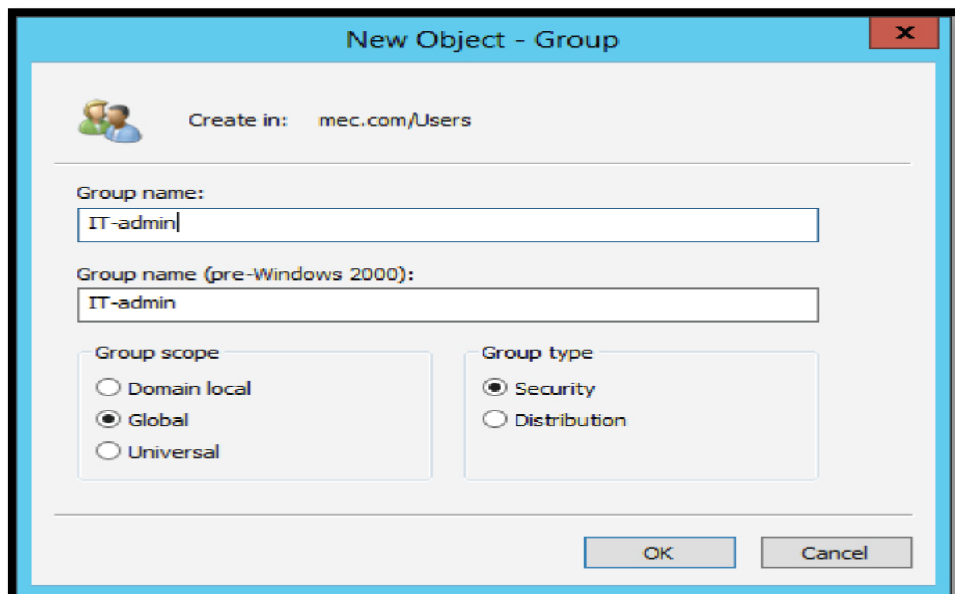 New Object - Group
x
Create in: mec.com/Users
Group name:
IT-admin
Group name (pre-Windows 2000):
IT-admin
Group scope
Domain local
Global
Universal
Group type
Security
Distribution
OK Cancel